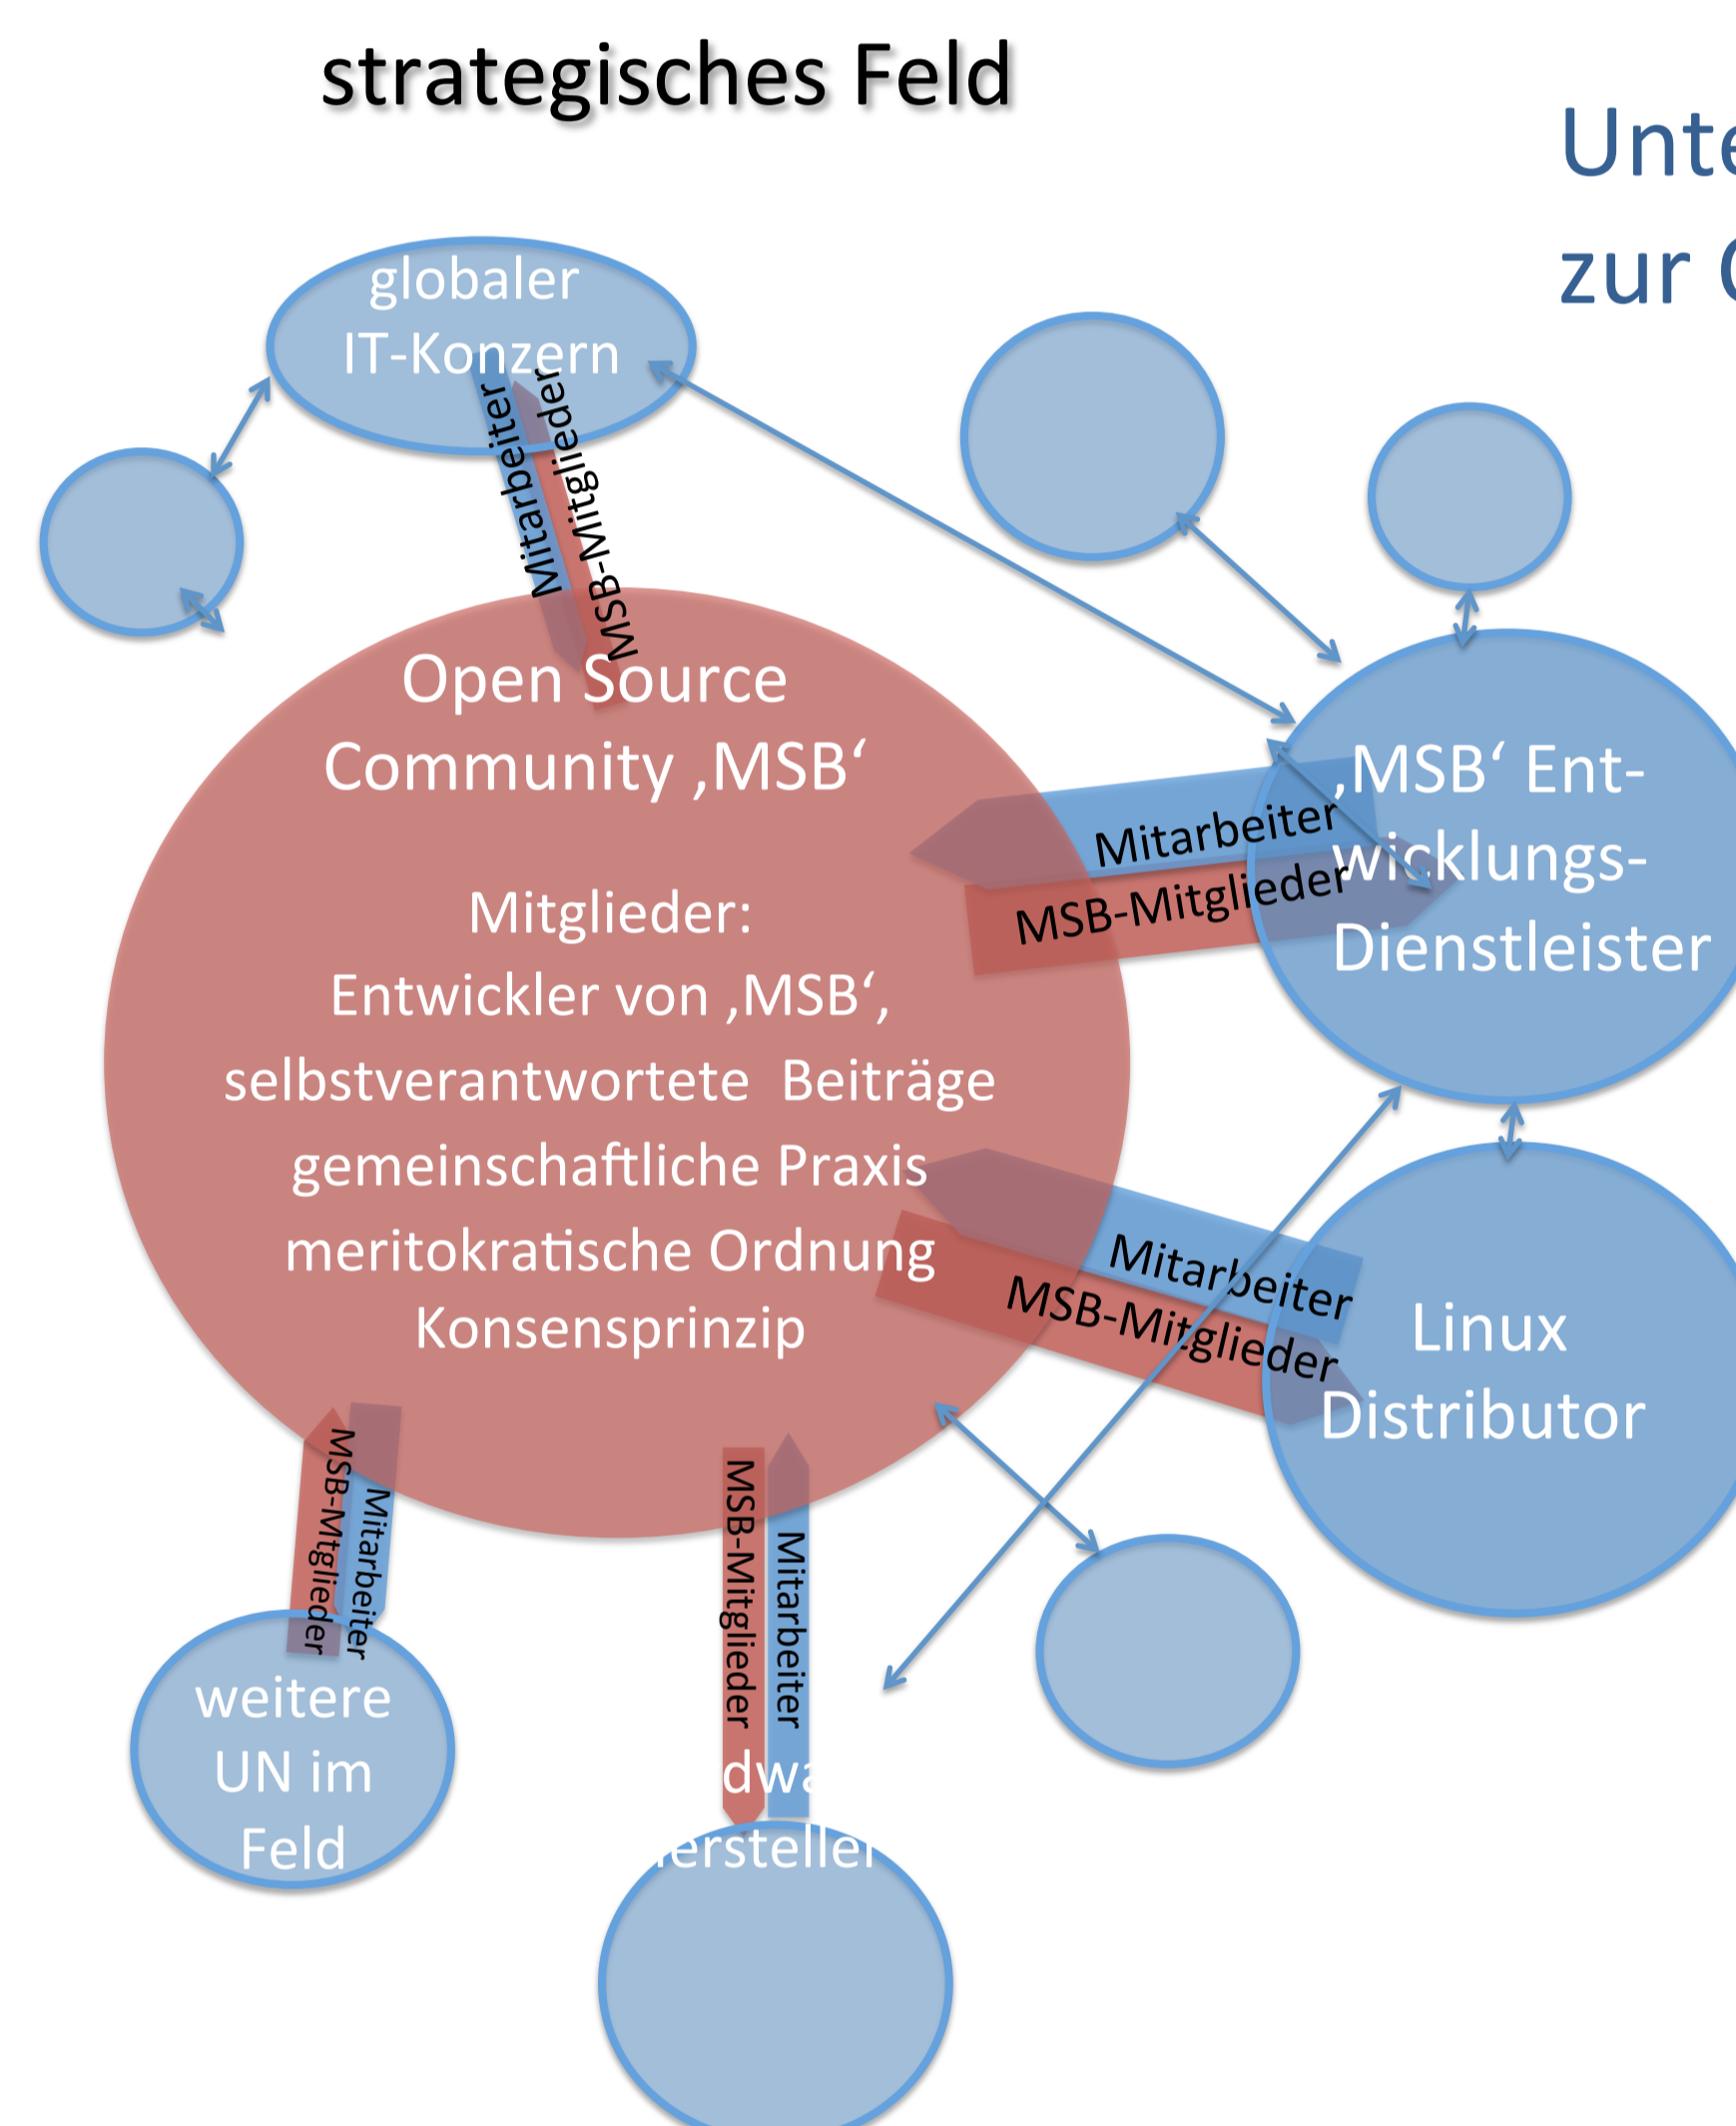 strategisches Feld
zur
globaler
IT-Konzern
Mitarbeiter
MSB-Mitglieder
Open Source
Community ‚MSB‘
Mitglieder:
Entwickler von ‚MSB‘,
selbstverantwortete Beiträge
gemeinschaftliche Praxis
meritokratische Ordnung
Konsensprinzip
Mitarbeiter
MSB-Mitglieder
‚MSB‘ Ent-
wicklungs-
Dienstleister
Mitarbeiter
MSB-Mitglieder
Linux
Distributor
MSB-Mtglieder
Mitarbeiter
weitere
UN im
Feld
MSB-Mitglieder
Mitarbeiter